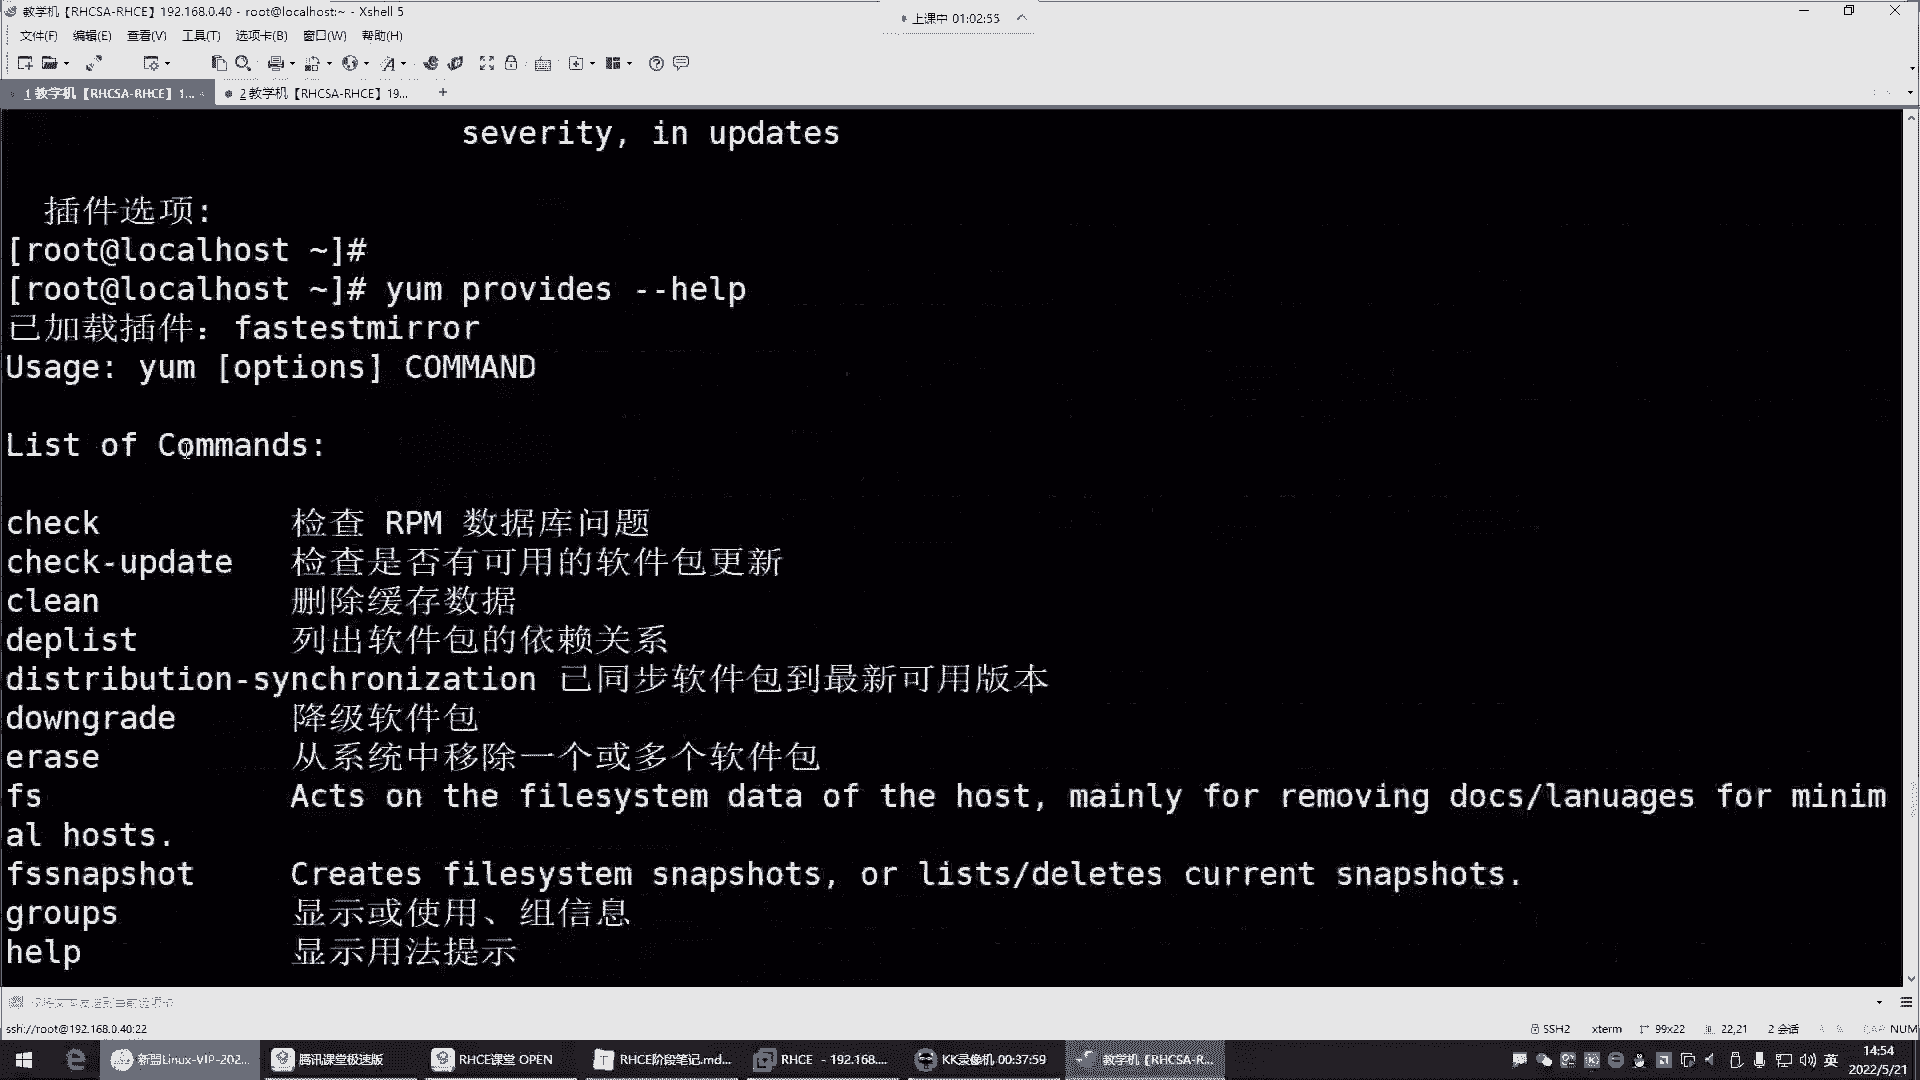 教学机【RHCSA-RHCE】192.168.0.40 - root@localhost:~ - Xshell 5
上课中 01:02:55
文件(F) 编辑(E) 查看(V) 工具(T) 选项卡(B) 窗口(W) 帮助(H)
1 教学机【RHCSA-RHCE】1... 2 教学机【RHCSA-RHCE】19... +
severity, in updates
插件选项:
[root@localhost ~]#
[root@localhost ~]# yum provides --help
已加载插件：fastestmirror
Usage: yum [options] COMMAND
List of Commands:
check 检查 RPM 数据库问题
check-update 检查是否有可用的软件包更新
clean 删除缓存数据
deplist 列出软件包的依赖关系
distribution-synchronization 已同步软件包到最新可用版本
downgrade 降级软件包
erase 从系统中移除一个或多个软件包
fs Acts on the filesystem data of the host, mainly for removing docs/lanuages for minim
al hosts.
fssnapshot Creates filesystem snapshots, or lists/deletes current snapshots.
groups 显示或使用、组信息
help 显示用法提示
ssh://root@192.168.0.40:22 SSH2 xterm 99x22 22,21 2 会话 CAP NUM
新盟Linux-VIP-202... 腾讯课堂极速版 RHCE课堂 OPEN RHCE阶段笔记.md... RHCE - 192.168.... KK录像机 00:37:59 教学机【RHCSA-R... 英 14:54
2022/5/21